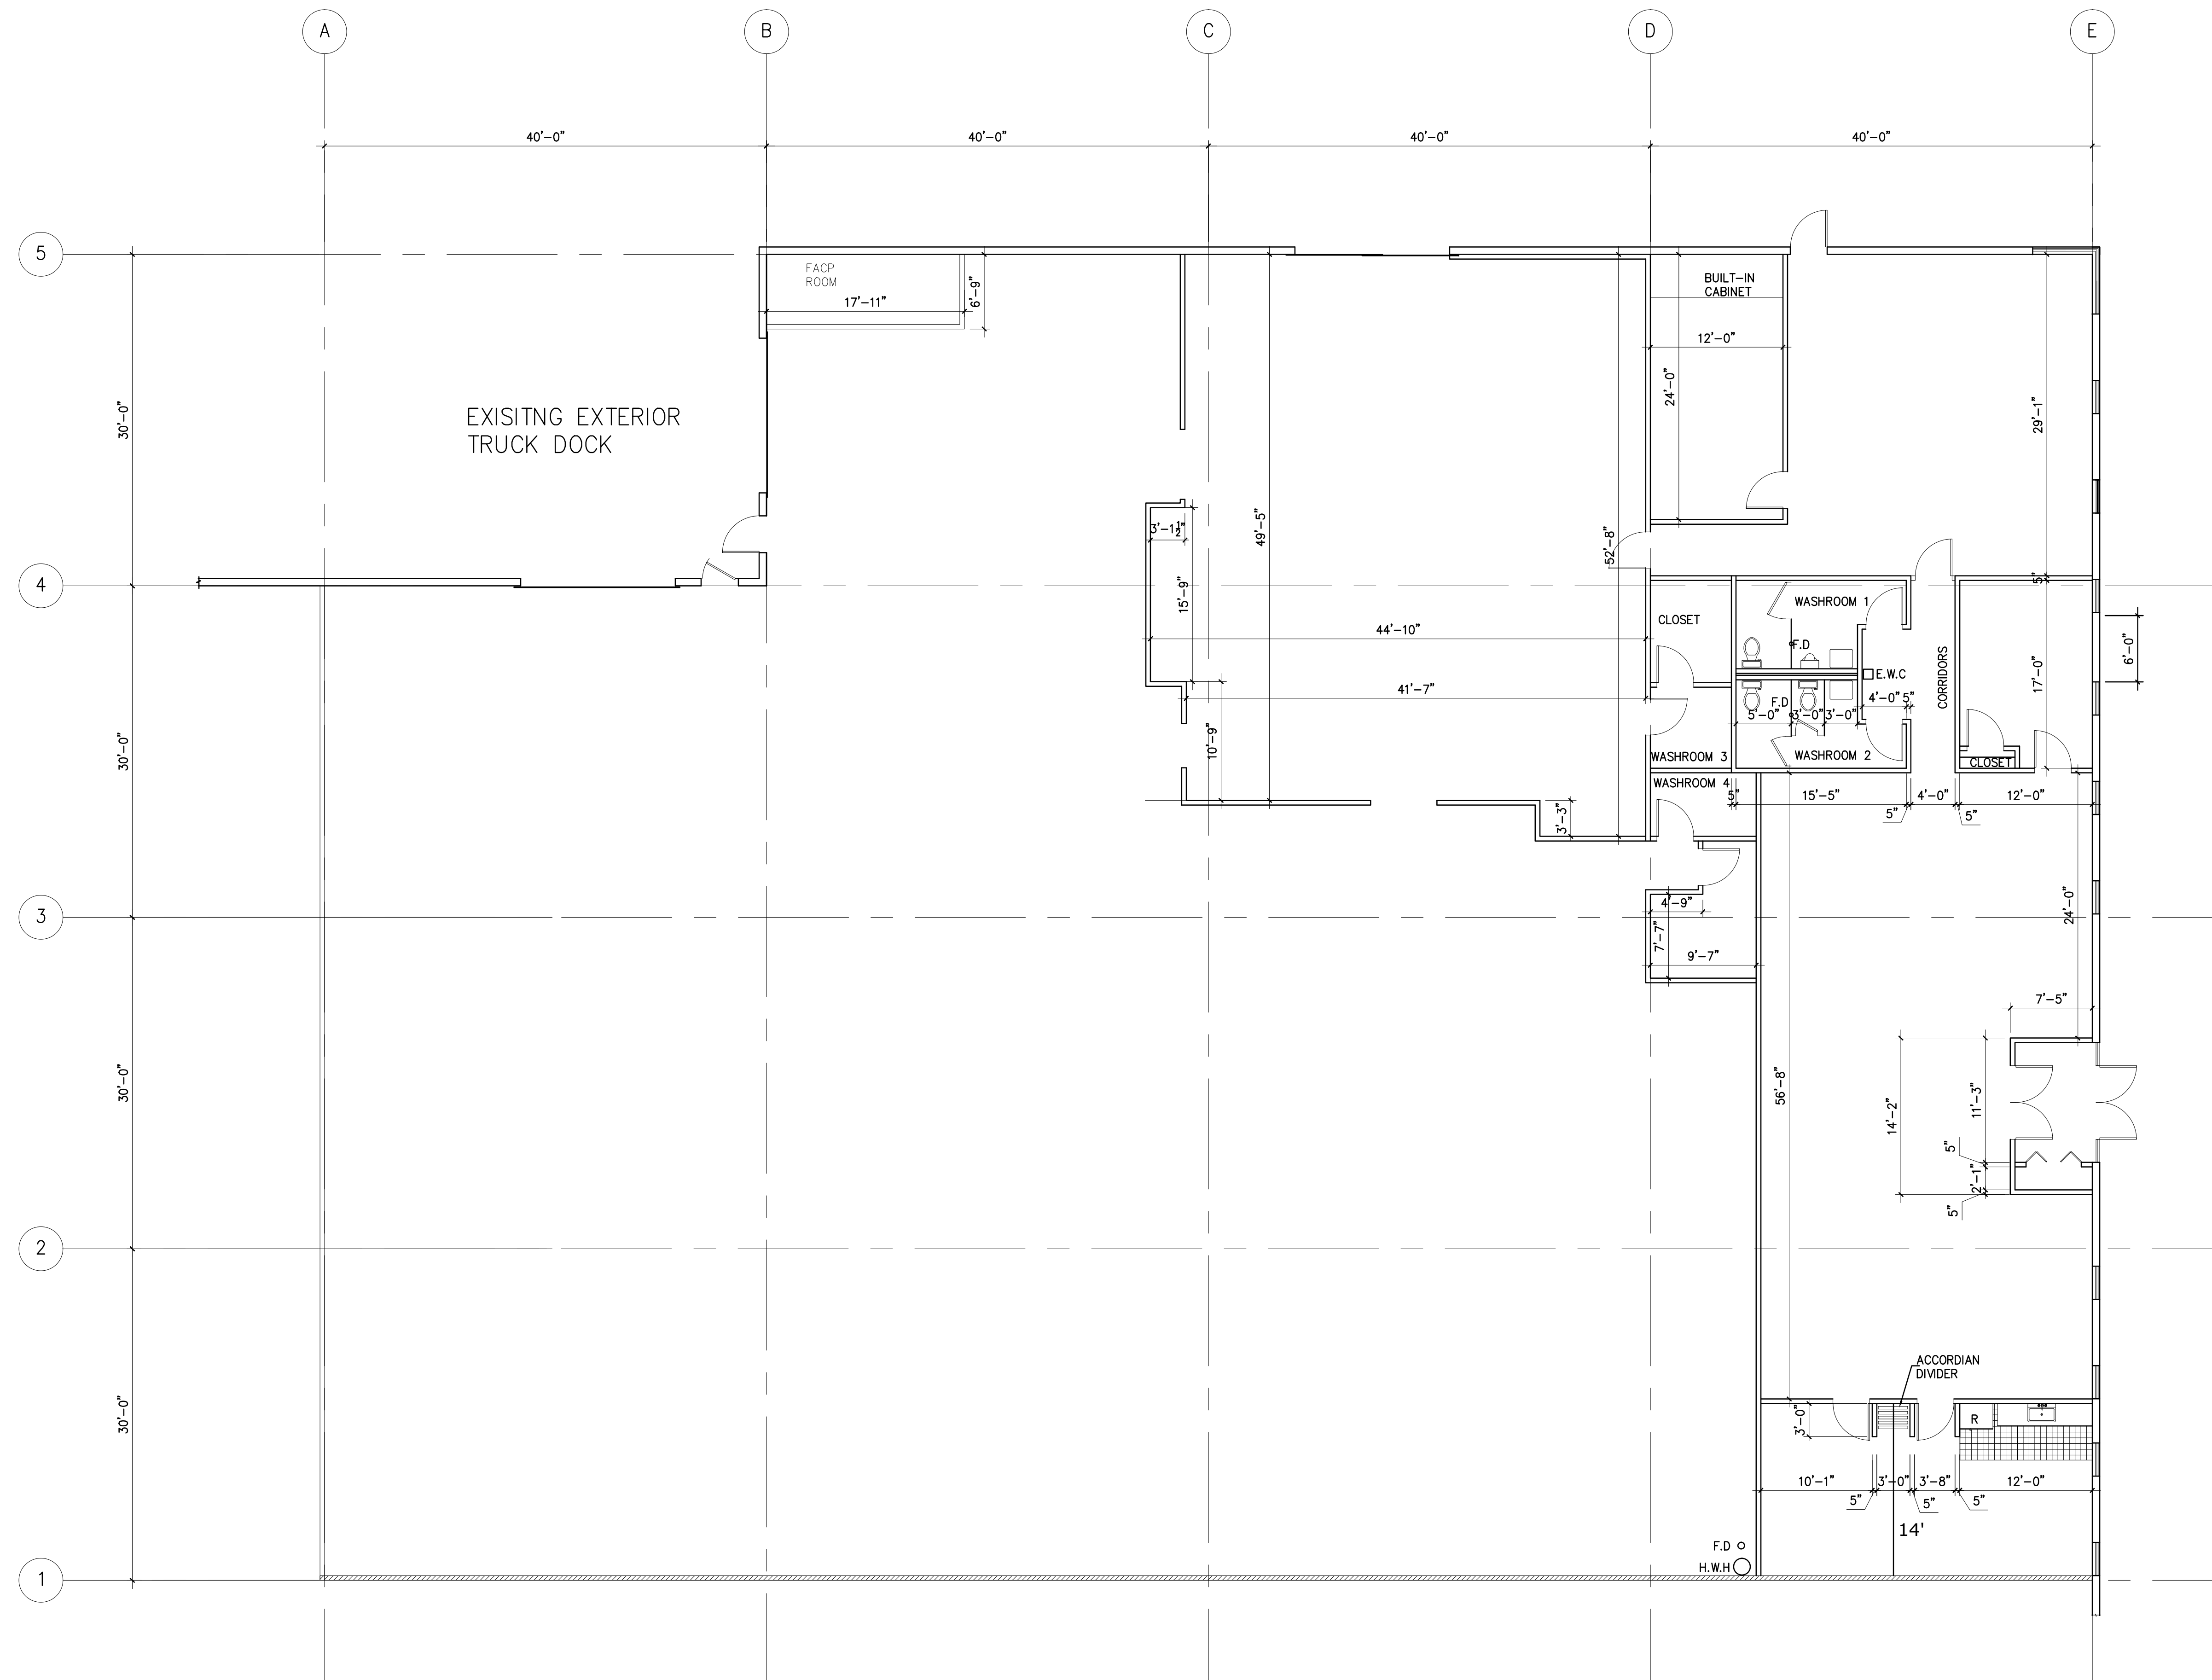 A
B
C
D
E
40'-0"
40'-0"
40'-0"
40'-0"
5
FACP
ROOM
17'-11"
6'-9"
BUILT-IN
CABINET
12'-0"
24'-0"
29'-1"
30'-0"
EXISITNG EXTERIOR
TRUCK DOCK
3'-1½"
49'-5"
52'-8"
4
5"
15'-9"
WASHROOM 1
CLOSET
44'-10"
F.D
E.W.C
CORRIDORS
6'-0"
17'-0"
41'-7"
4'-0"
5"
F.D
5'-0"
3'-0"
3'-0"
30'-0"
10'-9"
WASHROOM 3
WASHROOM 2
CLOSET
WASHROOM 4
3'-3"
5"
15'-5"
4'-0"
12'-0"
5"
5"
3
4'-9"
7'-7"
9'-7"
24'-0"
7'-5"
30'-0"
56'-8"
14'-2"
11'-3"
5"
2'-1"
5"
2
ACCORDIAN
DIVIDER
30'-0"
3'-0"
R
10'-1"
3'-0"
3'-8"
12'-0"
5"
5"
5"
14'
F.D
H.W.H
1